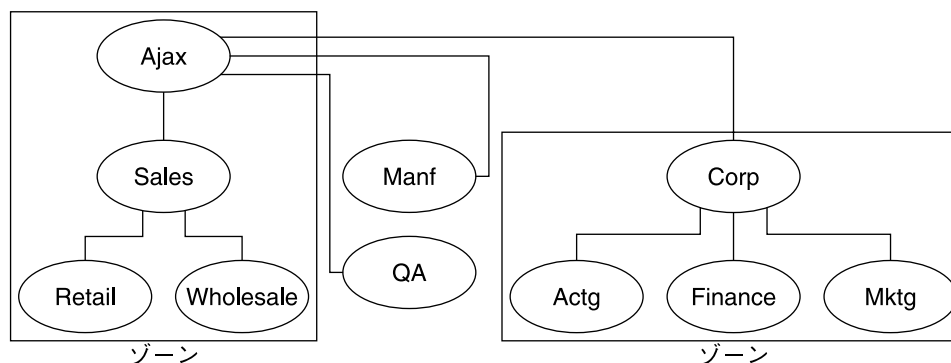 Ajax
Sales
Manf
Corp
QA
Retail
Wholesale
Actg
Finance
Mktg
ゾーン
ゾーン